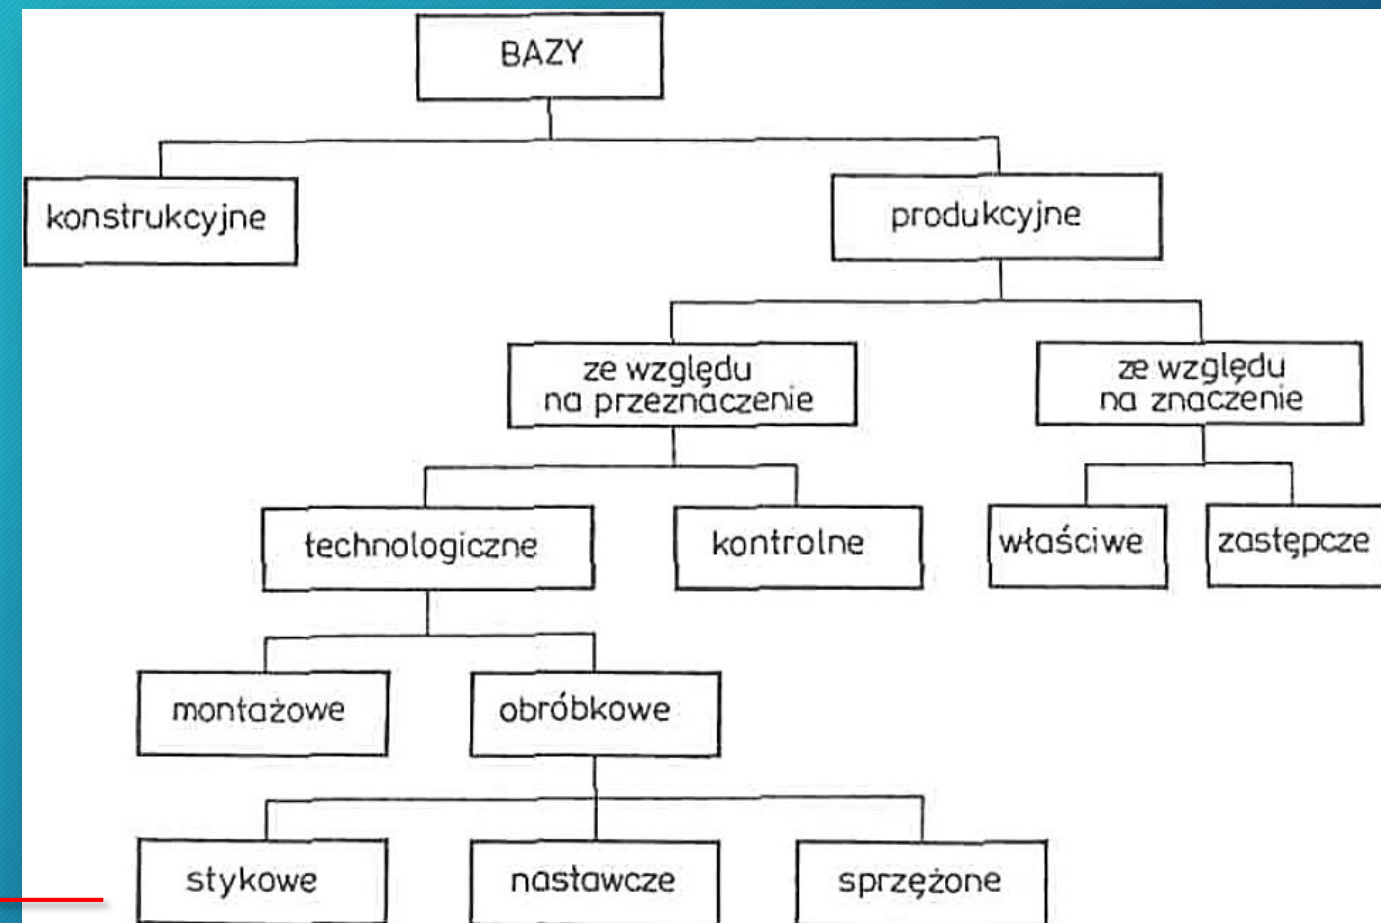 BAZY
konstrukcyjne
produkcyjne
ze względu
na przeznaczenie
ze względu
na znaczenie
technologiczne
kontrolne
właściwe
zastępcze
montażowe
obróbkowe
stykowe
nastawcze
sprzężone